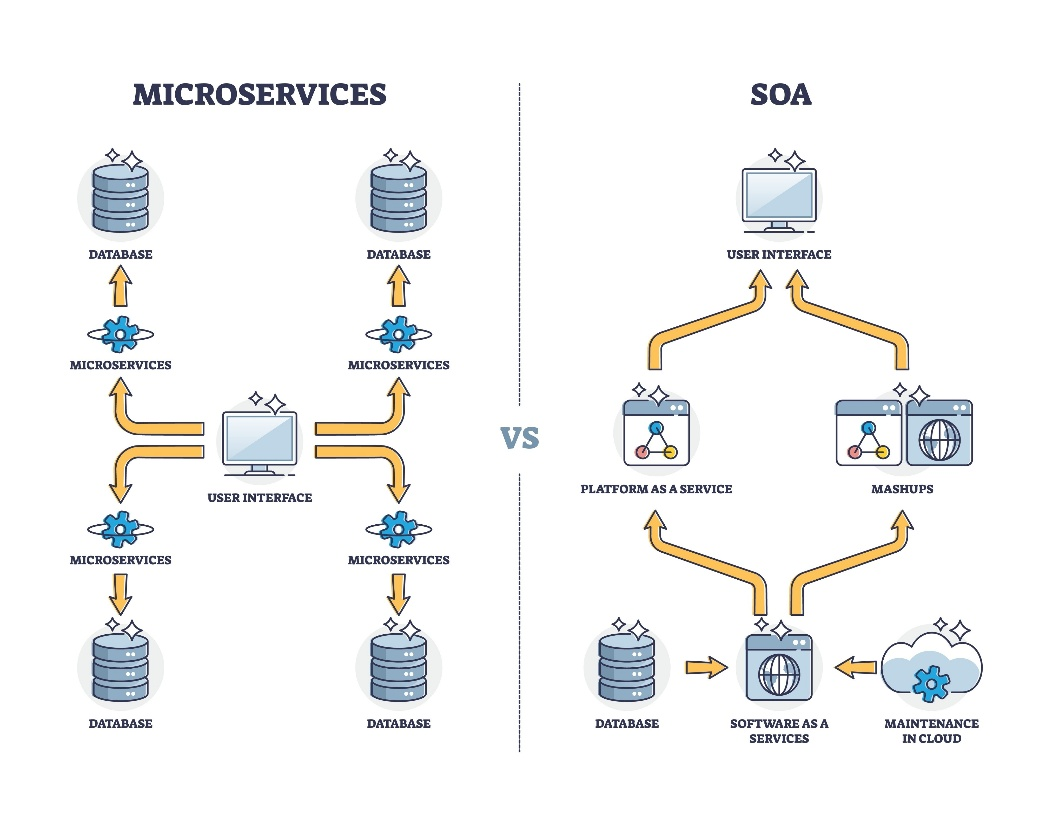 MICROSERVICES
DATABASE
DATABASE
MICROSERVICES
MICROSERVICES
USER INTERFACE
MICROSERVICES
MICROSERVICES
DATABASE
DATABASE
VS
SOA
USER INTERFACE
PLATFORM AS A SERVICE
MASHUPS
DATABASE
SOFTWARE AS A
SERVICES
MAINTENANCE
IN CLOUD